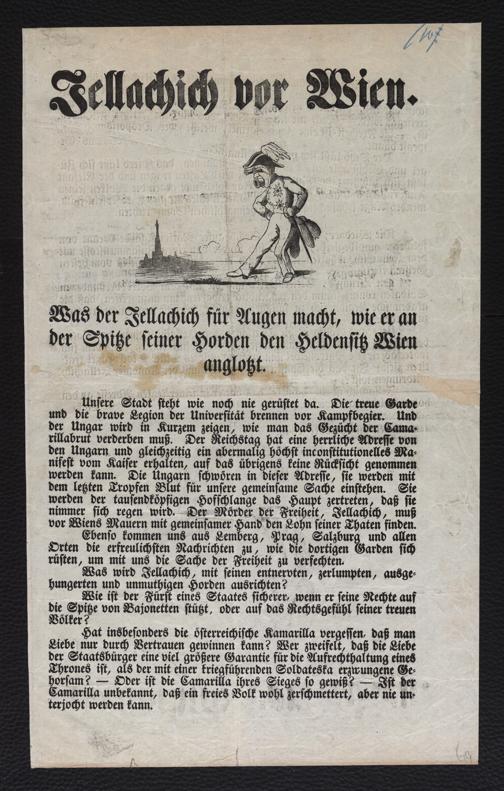 Jellachich vor Wien.
Was der Jellachich für Augen macht, wie er an
der Spitze seiner Horden den Heldensitz Wien
anglotzt.
Unsere Stadt steht wie noch nie gerüstet da. Die treue Garde
und die brave Legion der Universität brennen vor Kampfbegier. Und
der Ungar wird in Kurzem zeigen, wie man das Gezücht der Cama-
rillabrut verderben muß. Der Reichstag hat eine herrliche Adresse von
den Ungarn und gleichzeitig ein abermalig höchst inconstitutionelles Ma-
nifest vom Kaiser erhalten, auf das übrigens keine Rücksicht genommen
werden kann. Die Ungarn schwören in dieser Adresse, sie werden mit
dem letzten Tropfen Blut für unsere gemeinsame Sache einstehen. Sie
werden der tausendköpfigen Hofschlange das Haupt zertreten, daß sie
nimmer sich regen wird. Der Mörder der Freiheit, Jellachich, muß
vor Wiens Mauern mit gemeinsamer Hand den Lohn seiner Thaten finden.
Ebenso kommen uns aus Lemberg, Prag, Salzburg und allen
Orten die erfreulichsten Nachrichten zu, wie die dortigen Garden sich
rüsten, um mit uns die Sache der Freiheit zu verfechten.
Was wird Jellachich, mit seinen entnervten, zerlumpten, ausge-
hungerten und unmuthigen Horden ausrichten?
Wie ist der Fürst eines Staates sicherer, wenn er seine Rechte auf
die Spitze von Bajonetten stützt, oder auf das Rechtsgefühl seiner treuen
Völker?
Hat insbesonders die österreichische Kamarilla vergessen, daß man
Liebe nur durch Vertrauen gewinnen kann? Wer zweifelt, daß die Liebe
der Staatsbürger eine viel größere Garantie für die Aufrechthaltung eines
Thrones ist, als der mit einer kriegführenden Soldateska erzwungene Ge-
horsam? — Oder ist die Camarilla ihres Sieges so gewiß? — Ist der
Camarilla unbekannt, daß ein freies Volk wohl zerschmettert, aber nie un-
terjocht werden kann.